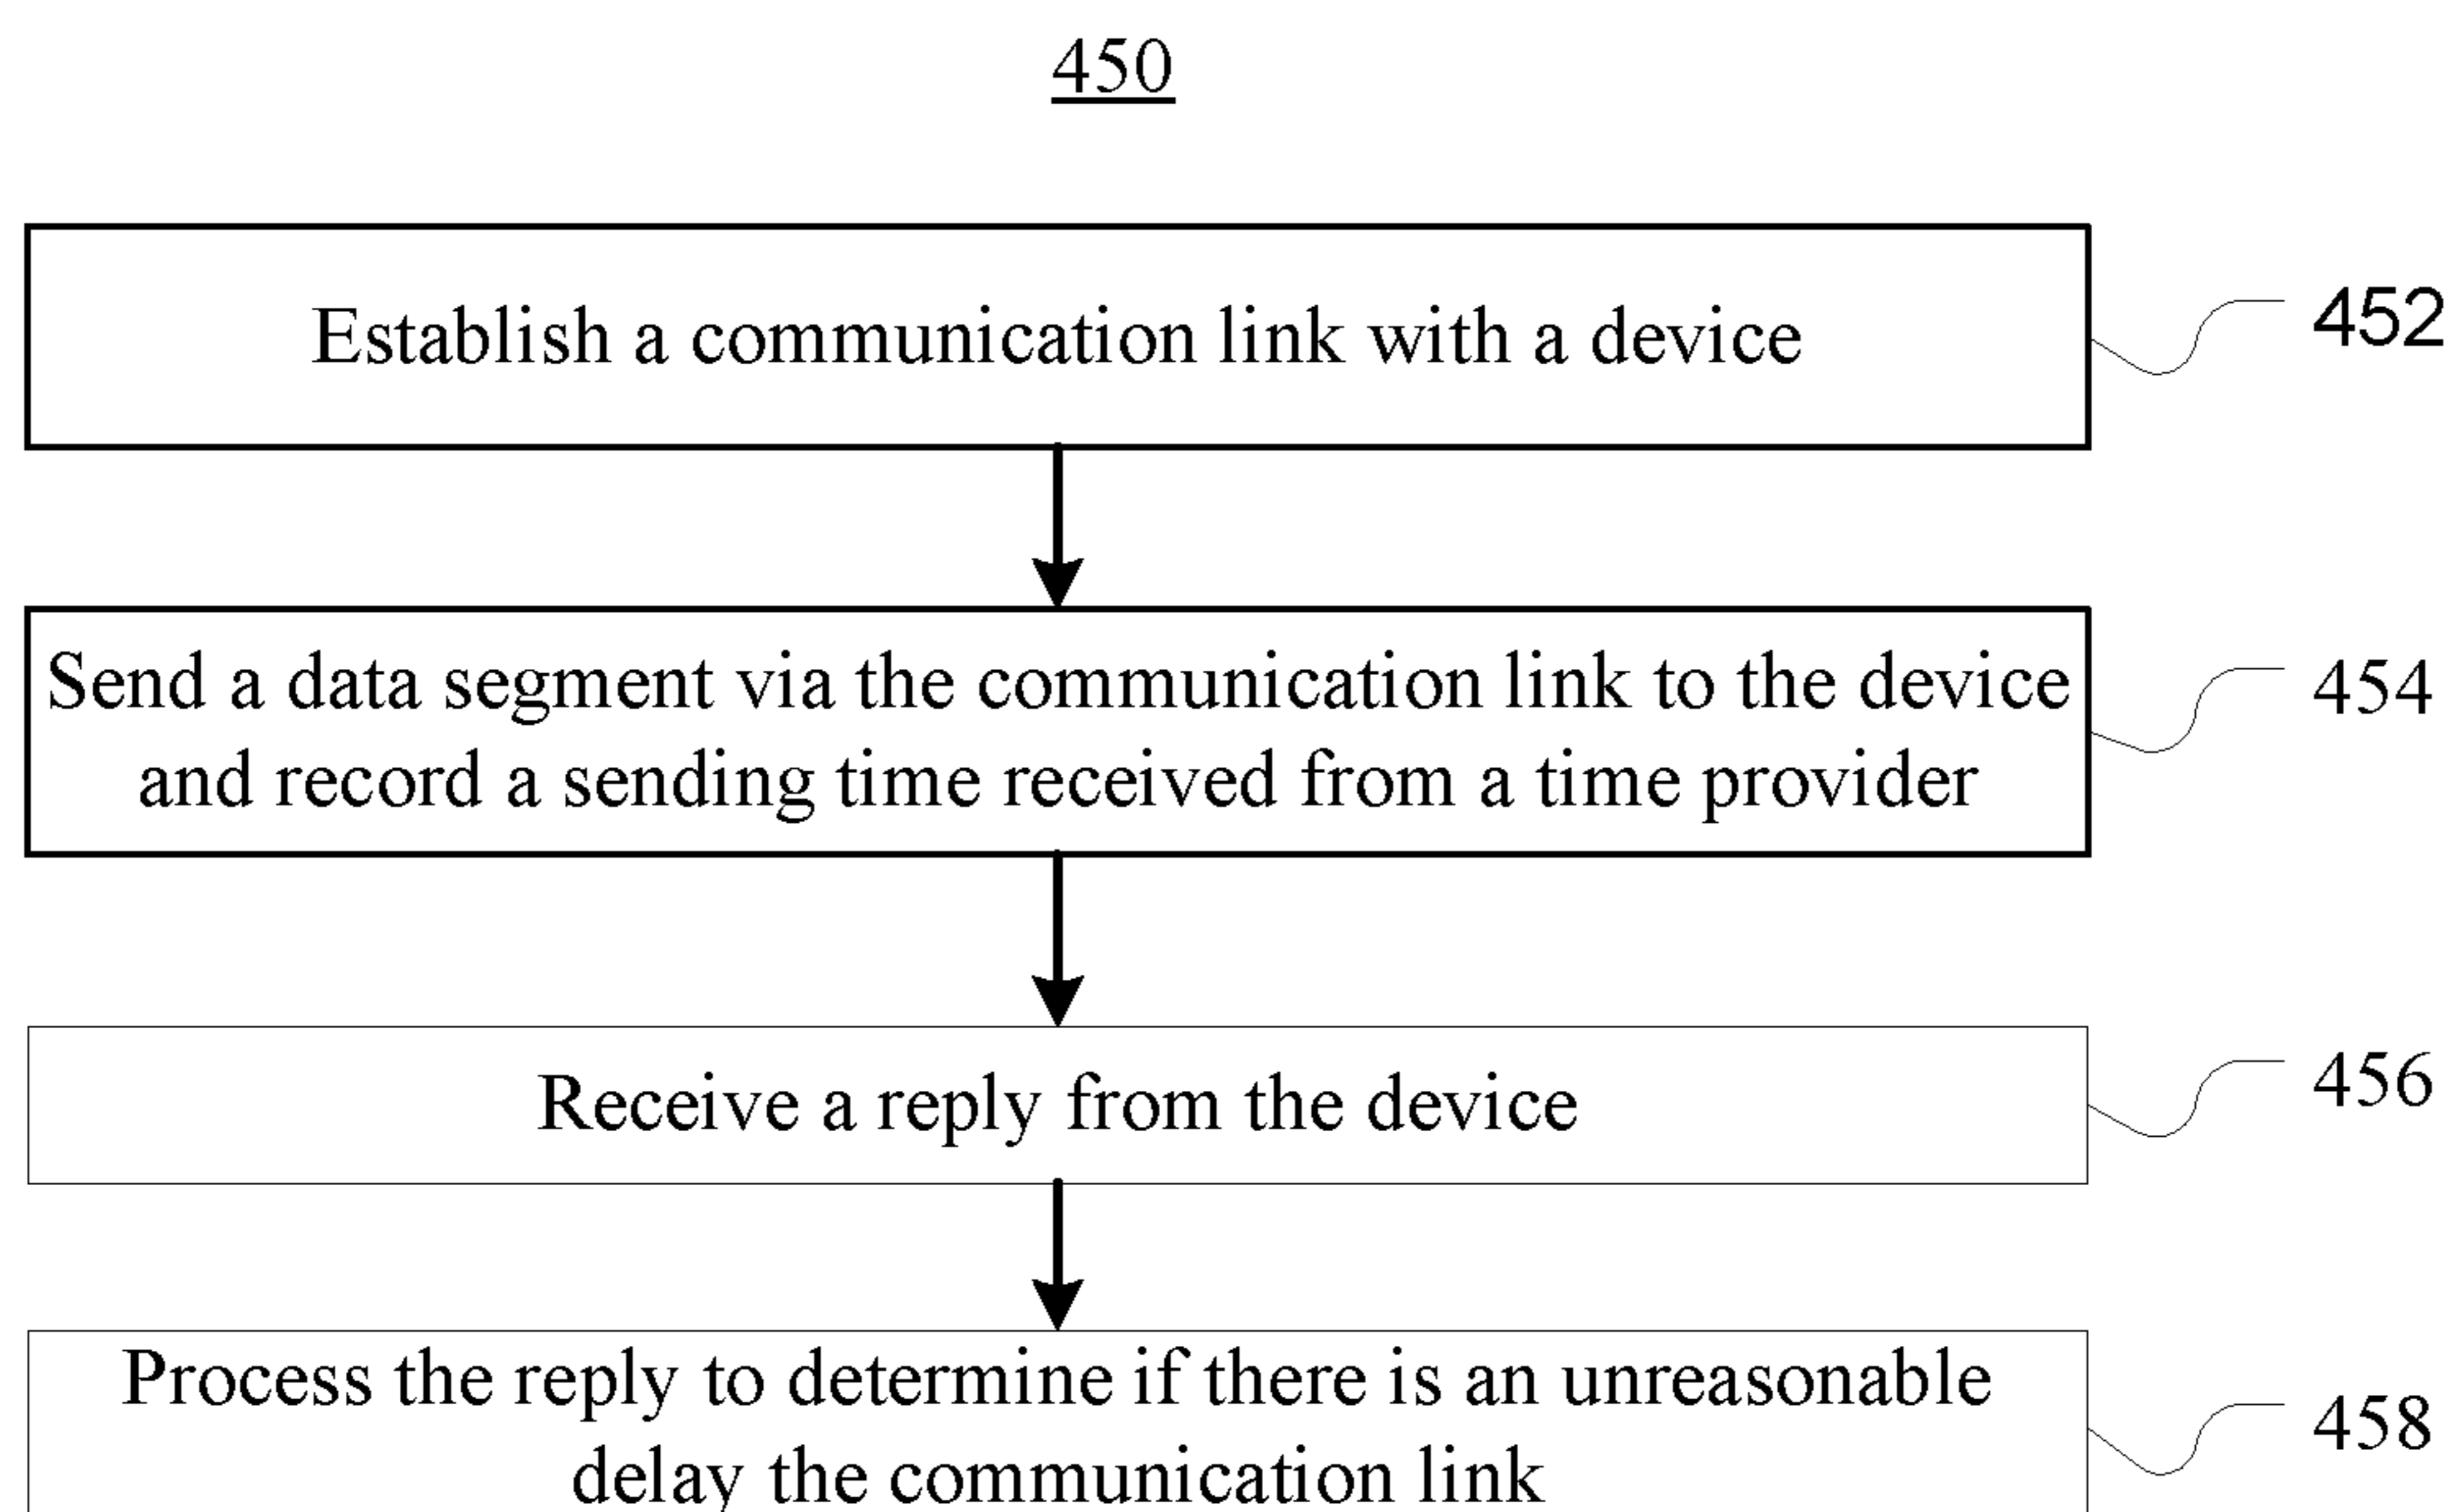 450
Establish a communication link with a device
452
Send a data segment via the communication link to the device
and record a sending time received from a time provider
454
Receive a reply from the device
456
Process the reply to determine if there is an unreasonable
delay the communication link
458